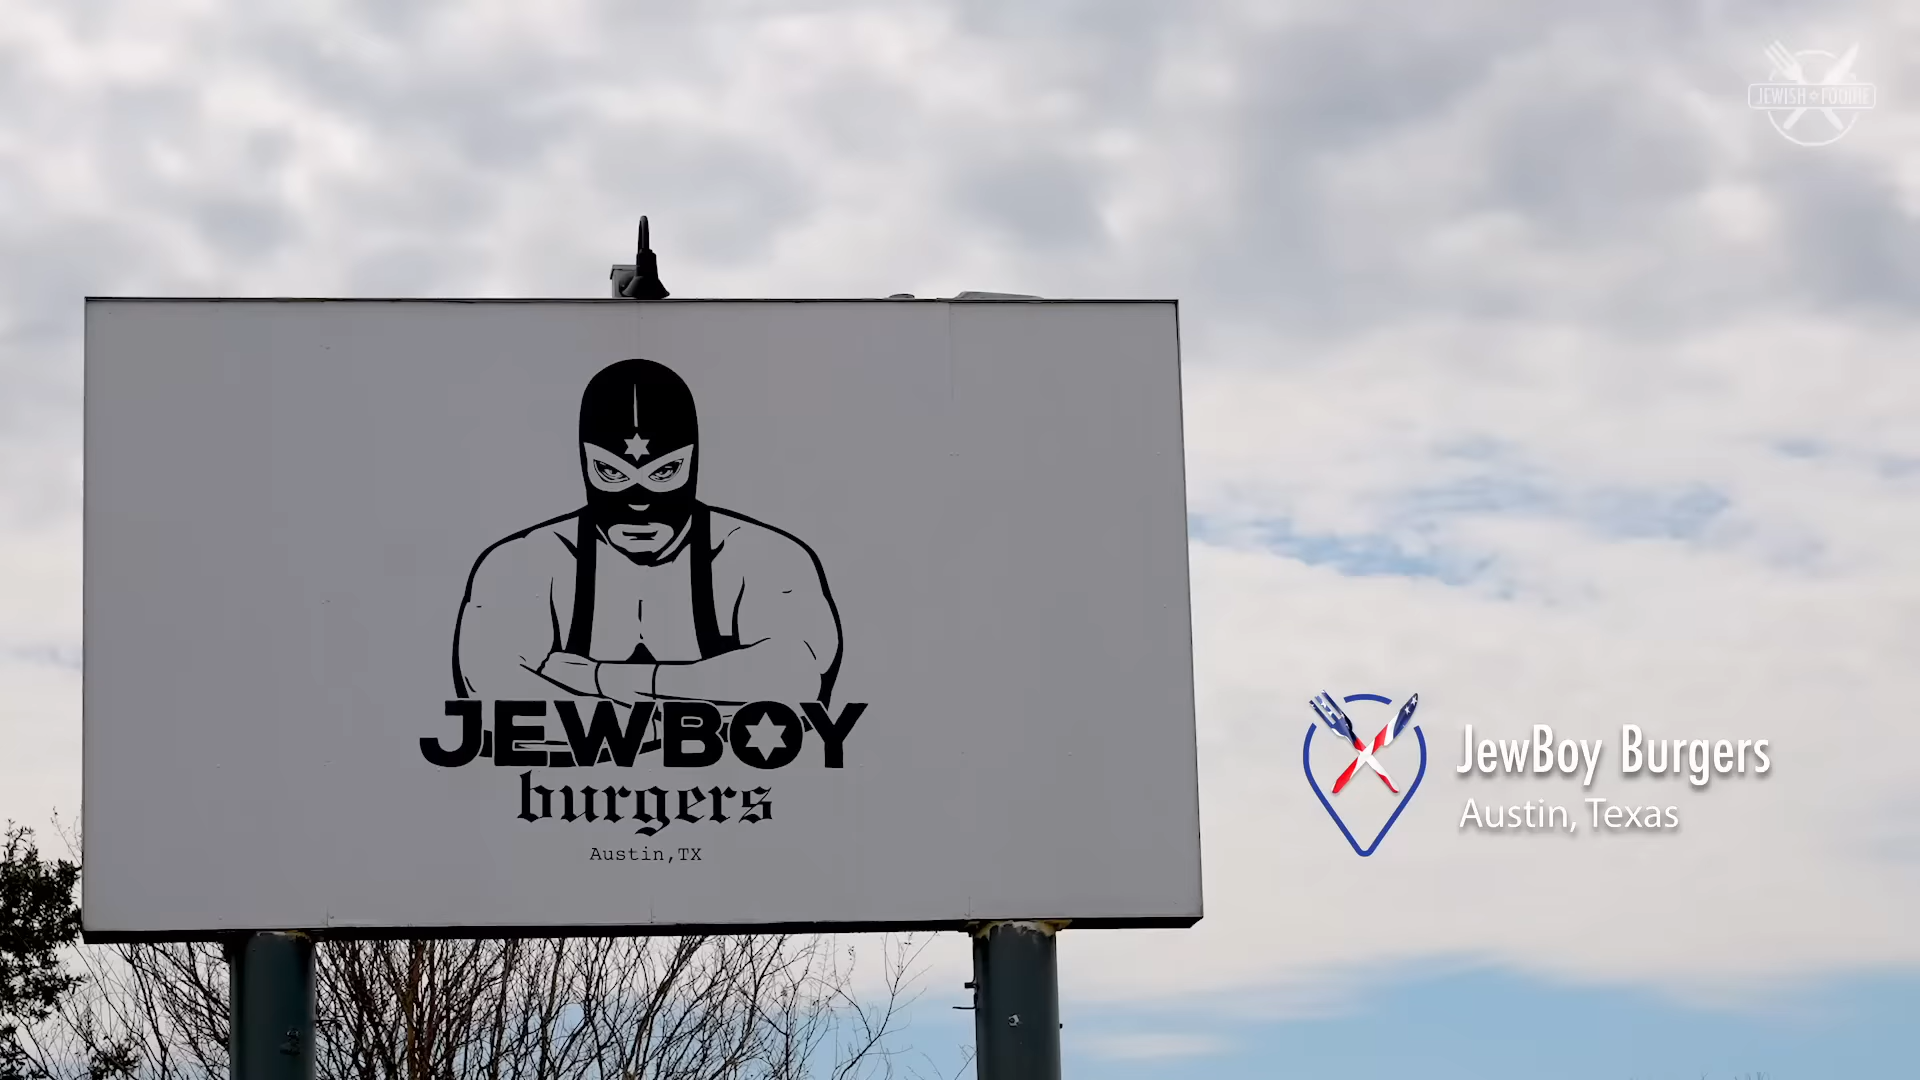 JEWISH FOODIE
JEWBOY
burgers
Austin,TX
JewBoy Burgers
Austin, Texas